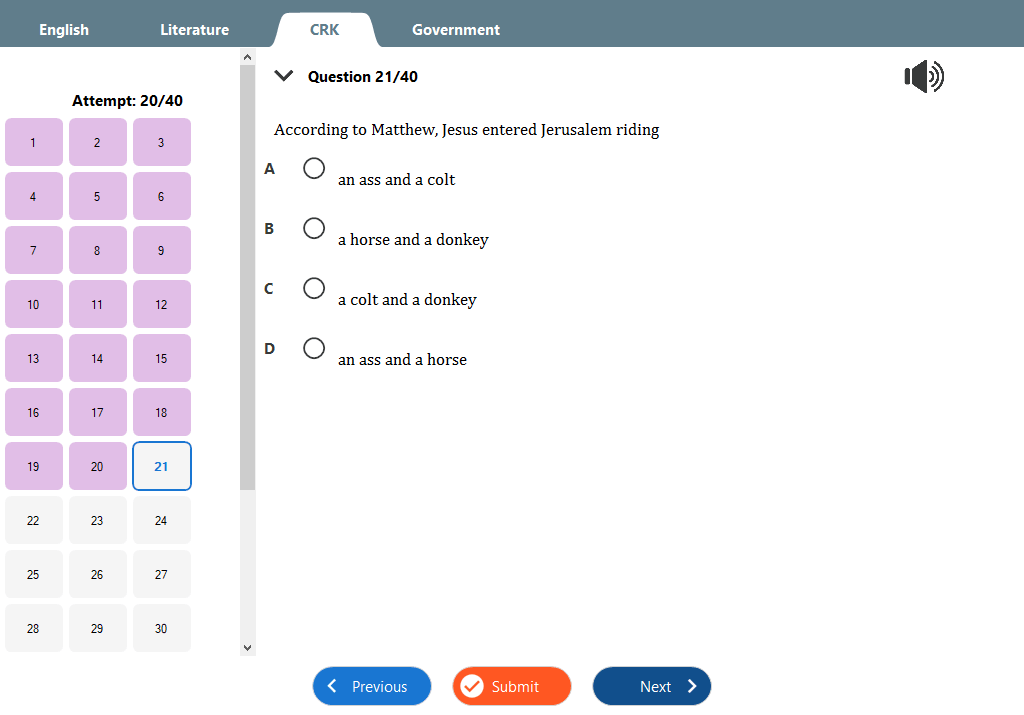 English Literature CRK Government
Attempt: 20/40
1 2 3
4 5 6
7 8 9
10 11 12
13 14 15
16 17 18
19 20 21
22 23 24
25 26 27
28 29 30
Question 21/40
According to Matthew, Jesus entered Jerusalem riding
A an ass and a colt
B a horse and a donkey
C a colt and a donkey
D an ass and a horse
Previous Submit Next